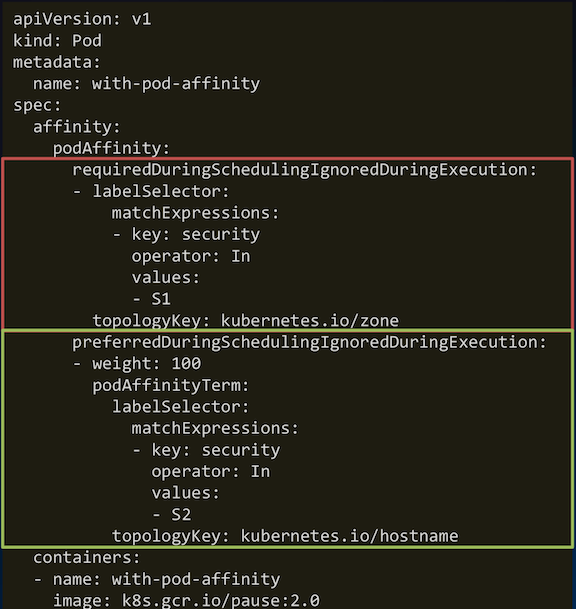 apiVersion: v1
kind: Pod
metadata:
  name: with-pod-affinity
spec:
  affinity:
    podAffinity:
      requiredDuringSchedulingIgnoredDuringExecution:
      - labelSelector:
          matchExpressions:
          - key: security
            operator: In
            values:
            - S1
        topologyKey: kubernetes.io/zone
      preferredDuringSchedulingIgnoredDuringExecution:
      - weight: 100
        podAffinityTerm:
          labelSelector:
            matchExpressions:
            - key: security
              operator: In
              values:
              - S2
          topologyKey: kubernetes.io/hostname
  containers:
  - name: with-pod-affinity
    image: k8s.gcr.io/pause:2.0